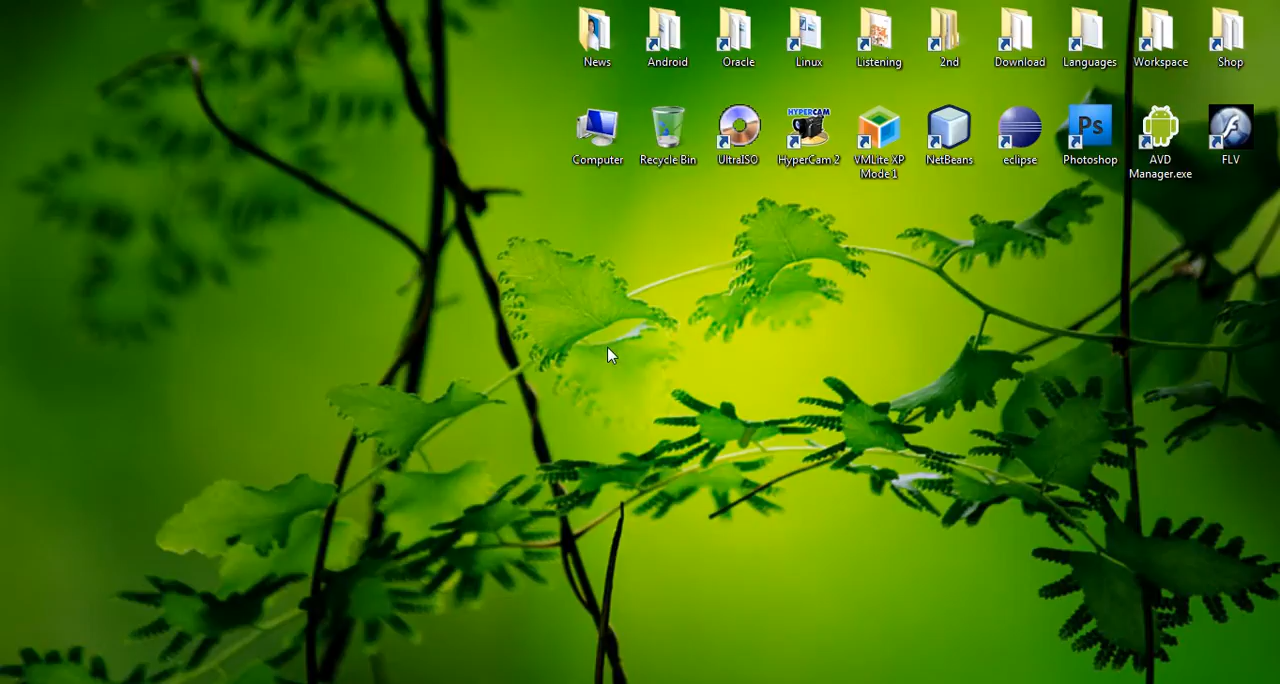 News Android Oracle Linux Listening 2nd Download Languages Workspace Shop
HYPERCAM
Ps
Computer Recycle Bin UltraISO HyperCam 2 VMLite XP Mode 1 NetBeans eclipse Photoshop AVD Manager.exe FLV